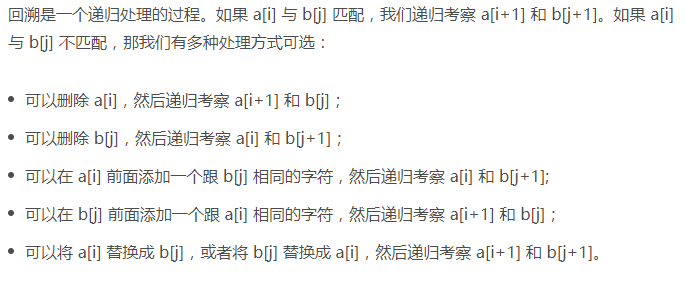 回溯是一个递归处理的过程。如果 a[i] 与 b[j] 匹配，我们递归考察 a[i+1] 和 b[j+1]。如果 a[i]
与 b[j] 不匹配，那我们有多种处理方式可选：
• 可以删除 a[i]，然后递归考察 a[i+1] 和 b[j]；
• 可以删除 b[j]，然后递归考察 a[i] 和 b[j+1]；
• 可以在 a[i] 前面添加一个跟 b[j] 相同的字符，然后递归考察 a[i] 和 b[j+1];
• 可以在 b[j] 前面添加一个跟 a[i] 相同的字符，然后递归考察 a[i+1] 和 b[j]；
• 可以将 a[i] 替换成 b[j]，或者将 b[j] 替换成 a[i]，然后递归考察 a[i+1] 和 b[j+1]。